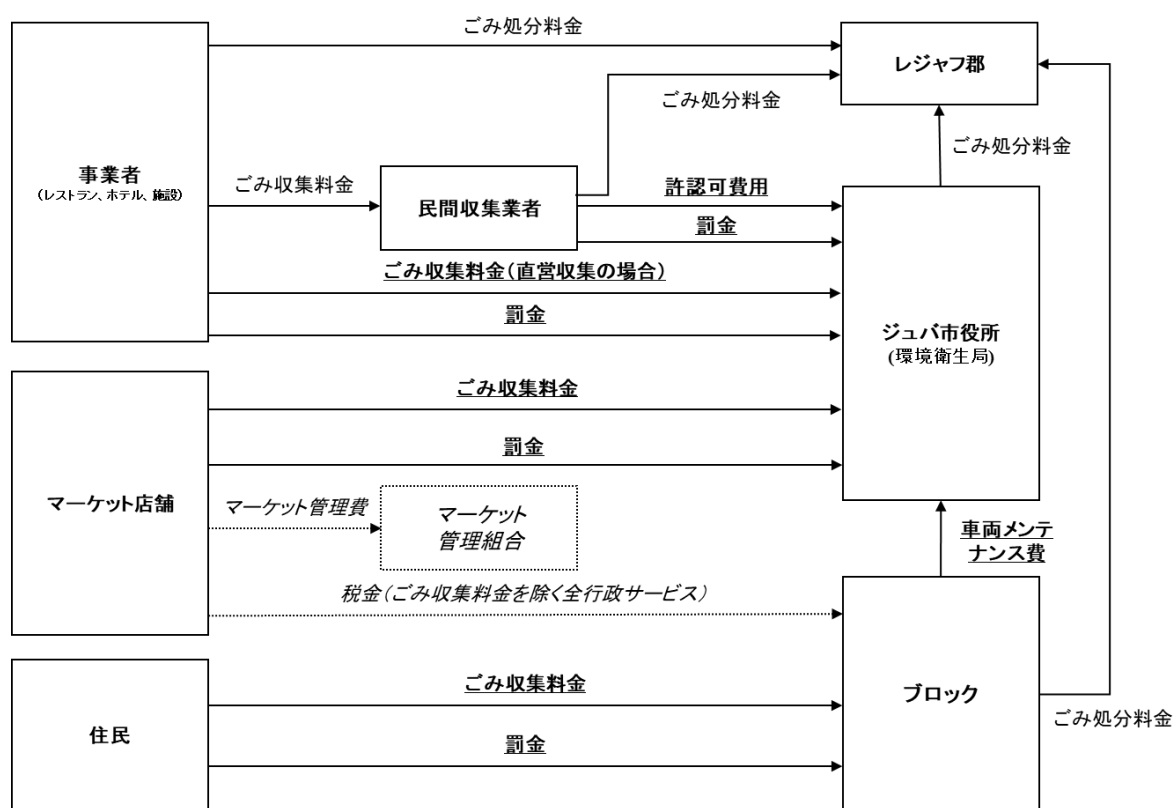 ごみ処分料金
レジャフ郡
ごみ処分料金
ごみ処分料金
事業者
(レストラン、ホテル、施設)
ごみ収集料金
民間収集業者
許認可費用
罰金
ごみ収集料金(直営収集の場合)
罰金
ジュバ市役所
(環境衛生局)
ごみ収集料金
罰金
マーケット店舗
マーケット管理費
マーケット
管理組合
車両メンテ
ナンス費
税金(ごみ収集料金を除く全行政サービス)
ごみ収集料金
ブロック
ごみ処分料金
住民
罰金